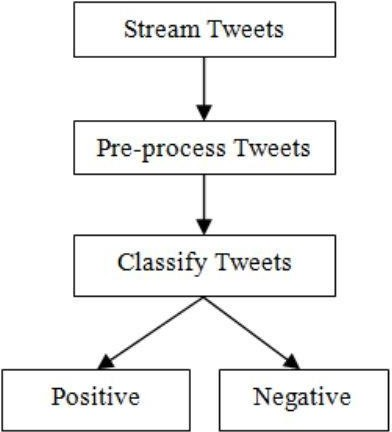 Stream Tweets
Pre-process Tweets
Classify Tweets
Positive
Negative